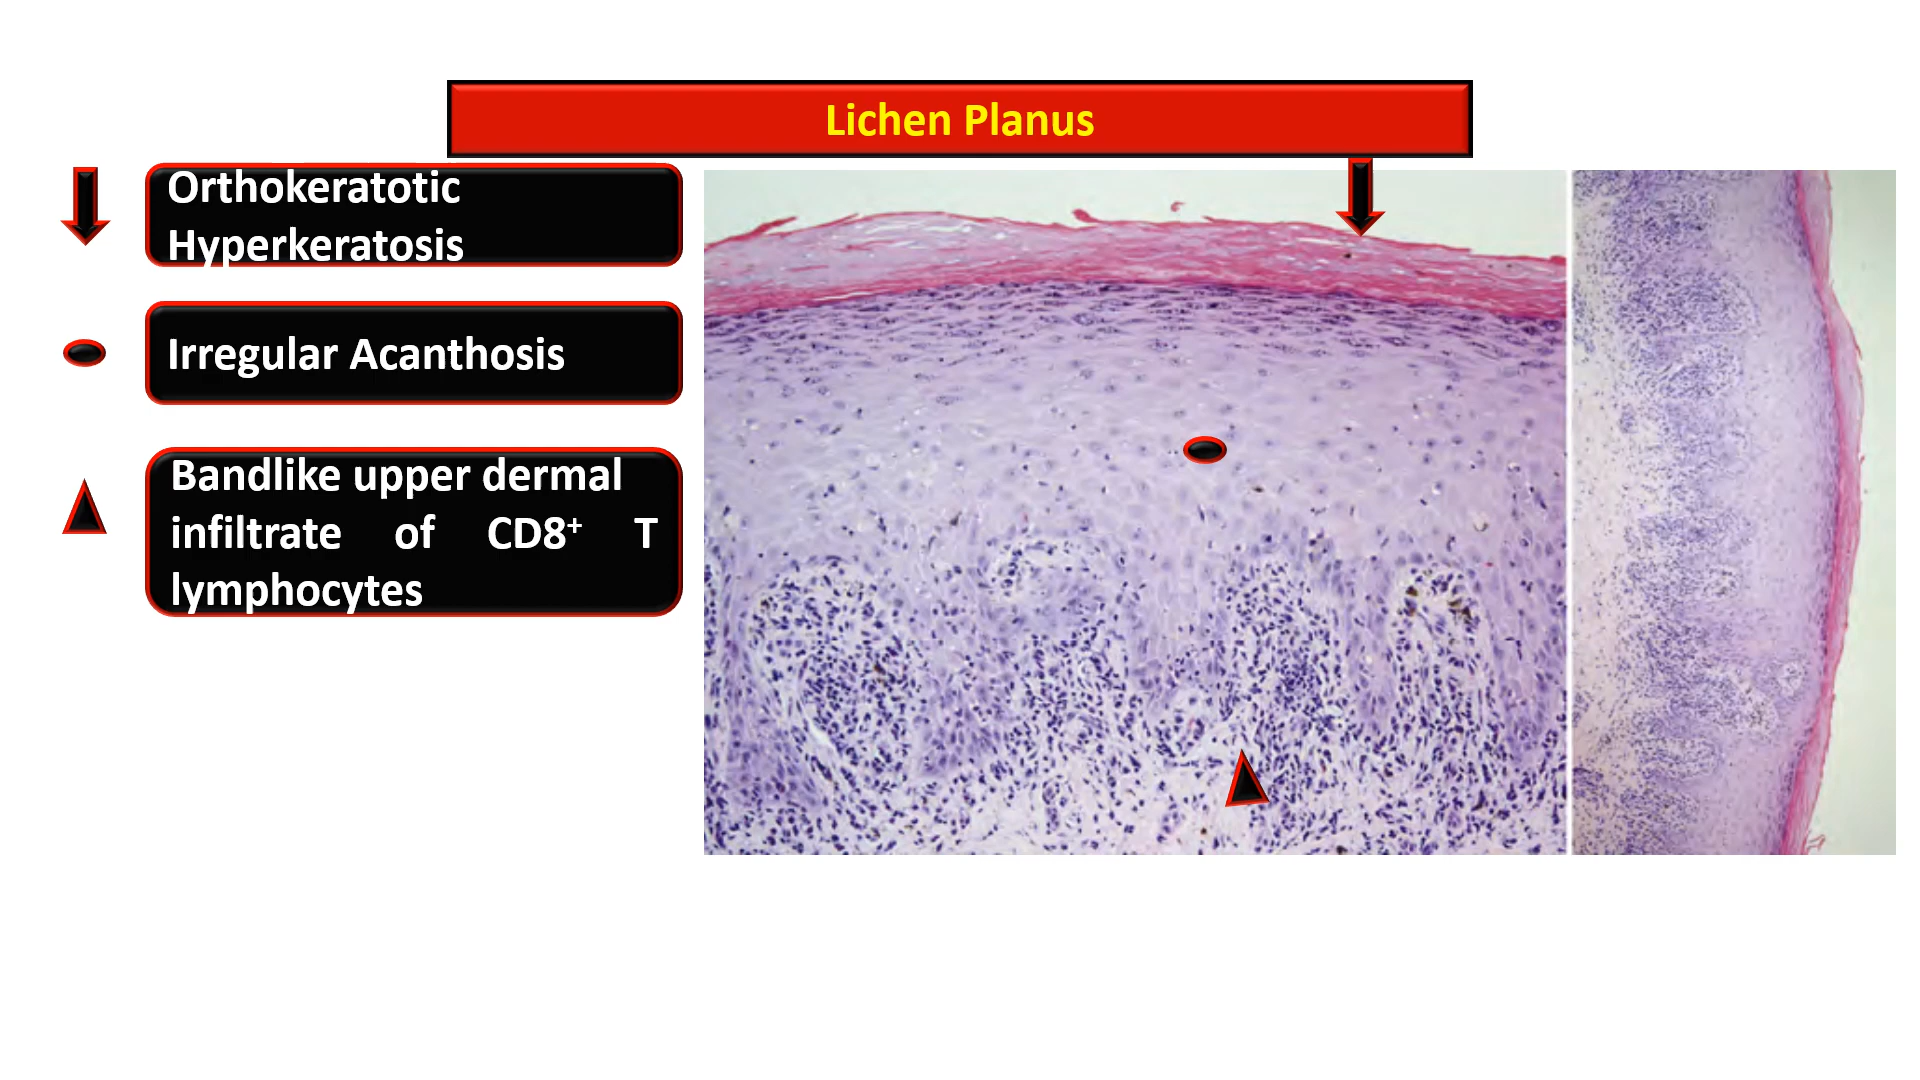 Lichen Planus
Orthokeratotic
Hyperkeratosis
Irregular Acanthosis
Bandlike upper dermal
infiltrate of CD8⁺ T
lymphocytes